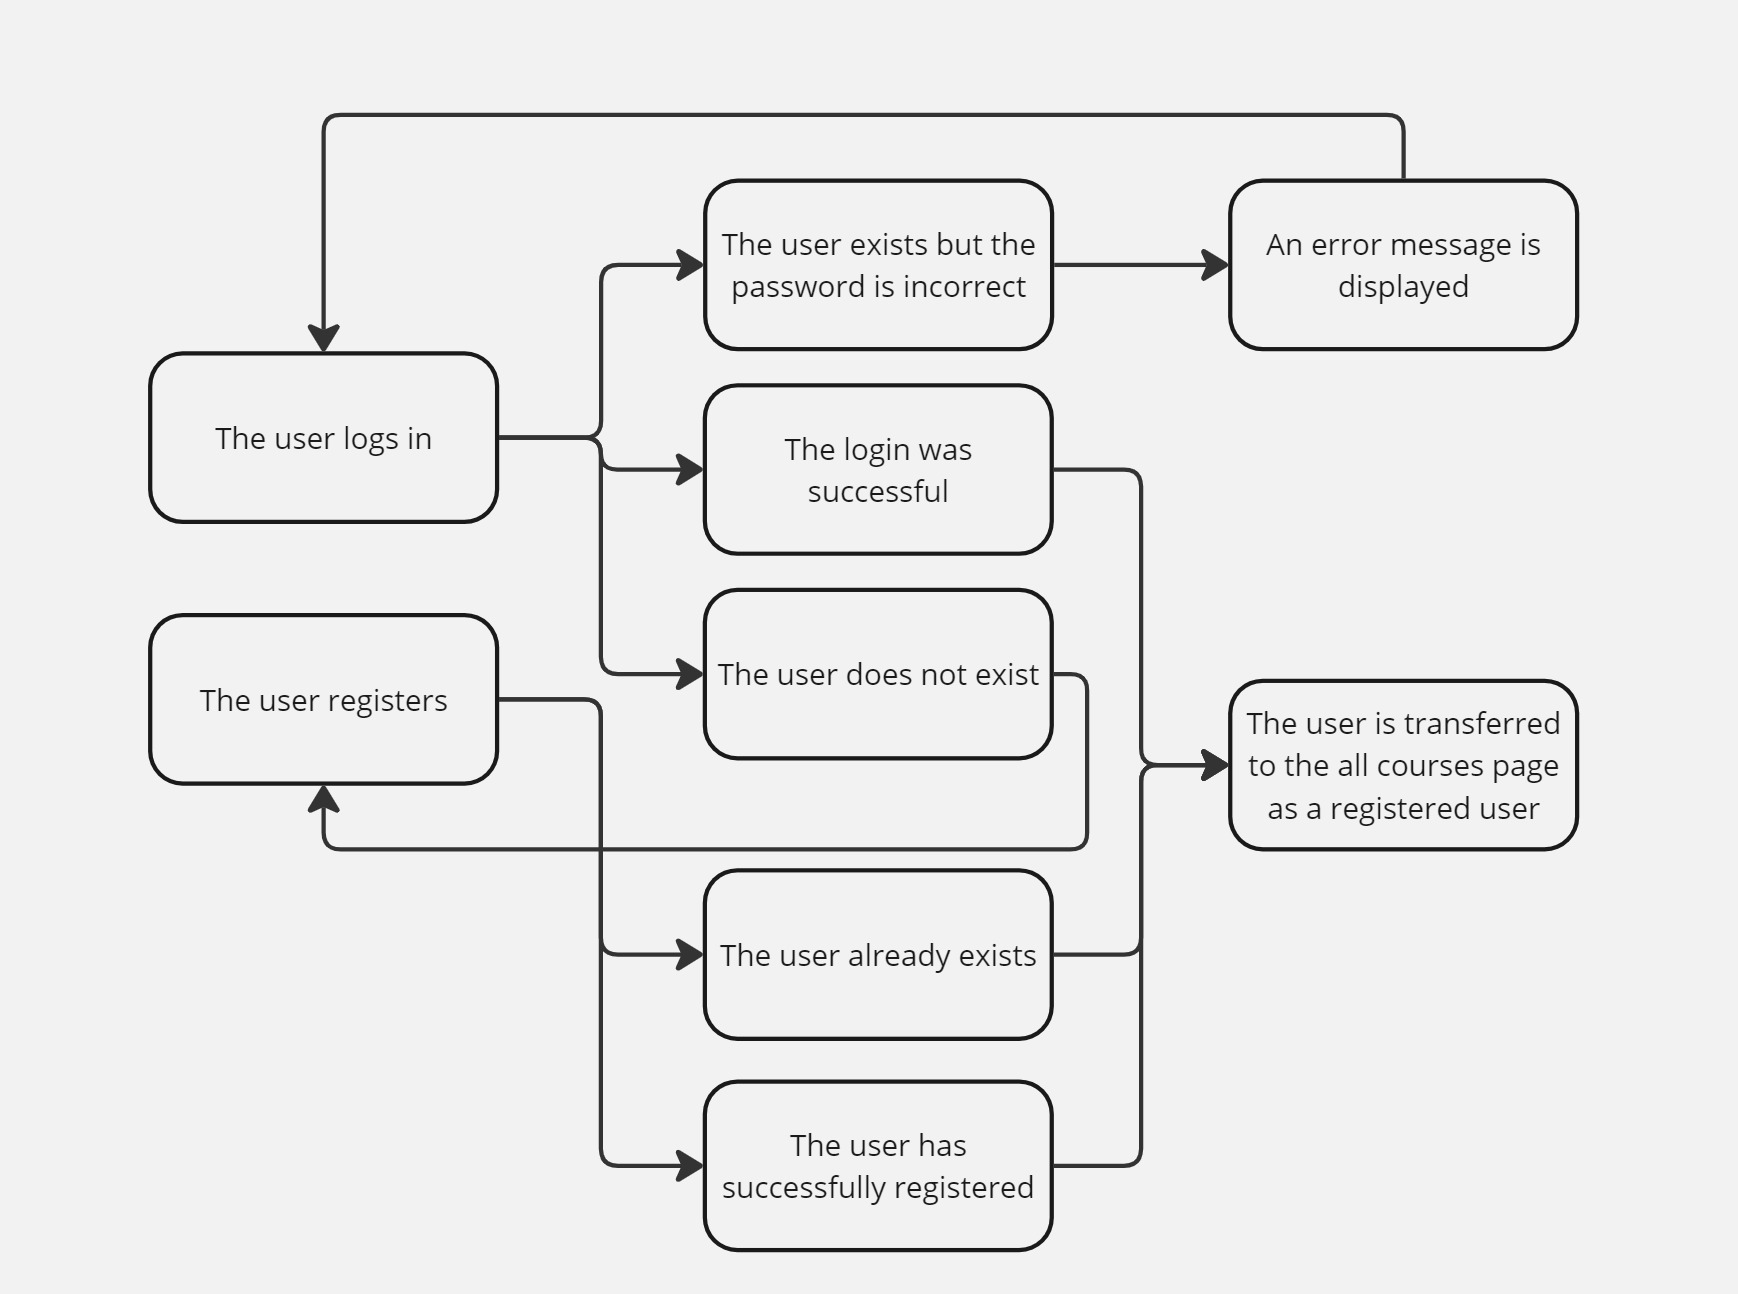 The user exists but the
password is incorrect
An error message is
displayed
The user logs in
The login was
successful
The user does not exist
The user registers
The user is transferred
to the all courses page
as a registered user
The user already exists
The user has
successfully registered